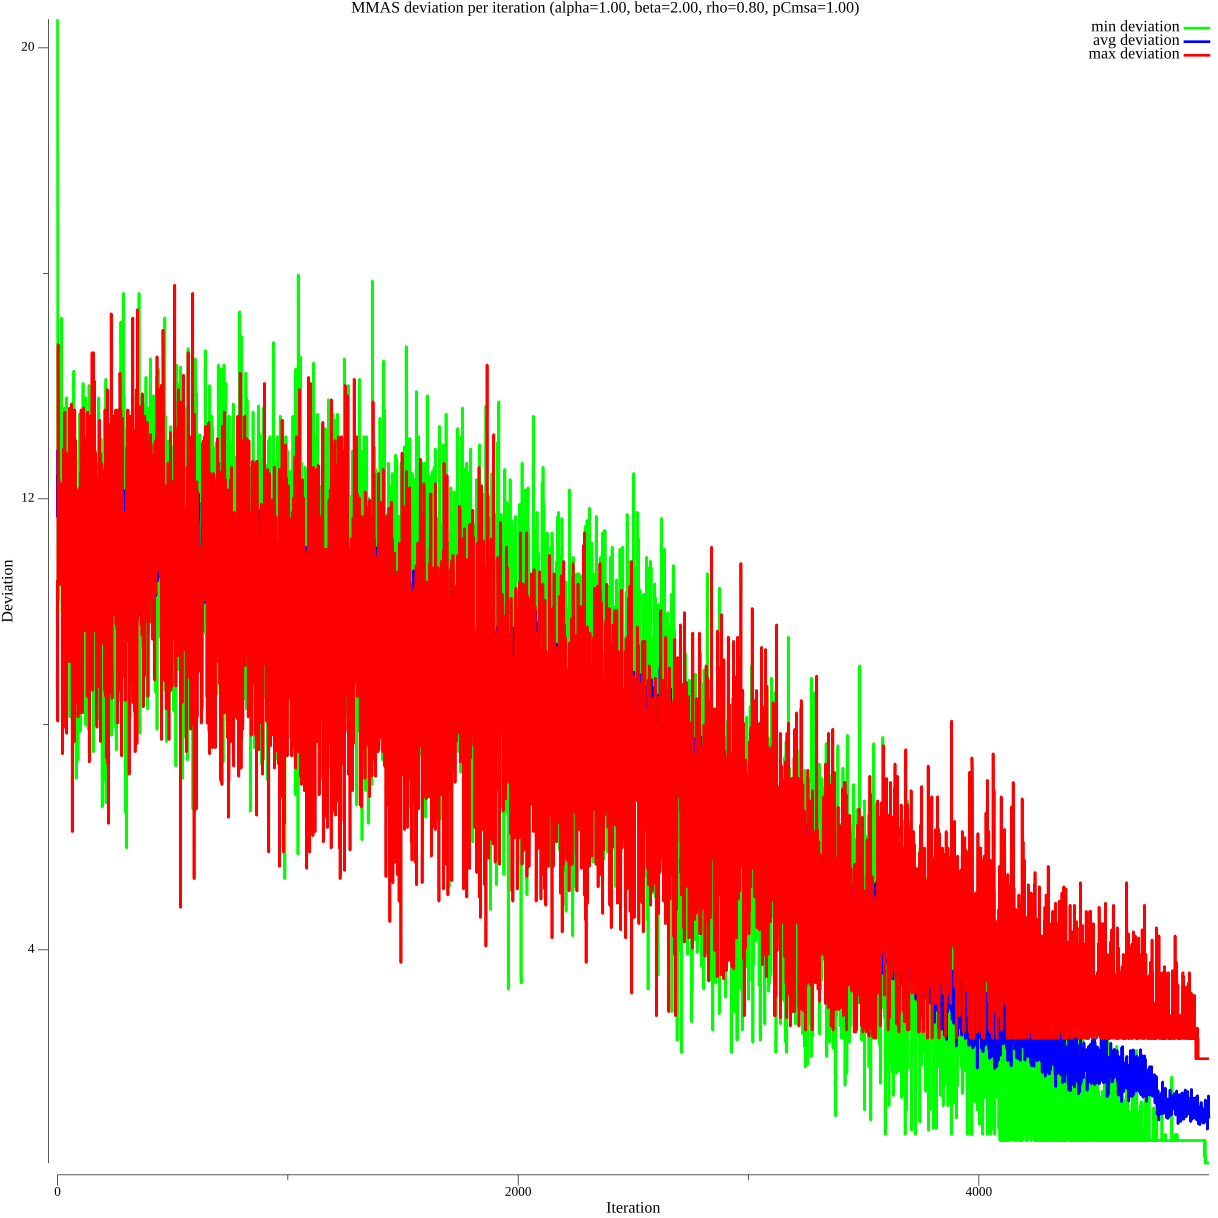 MMAS deviation per iteration (alpha=1.00, beta=2.00, rho=0.80, pCmsa=1.00)
min deviation
avg deviation
max deviation
20
12
4
Deviation
0
2000
4000
Iteration